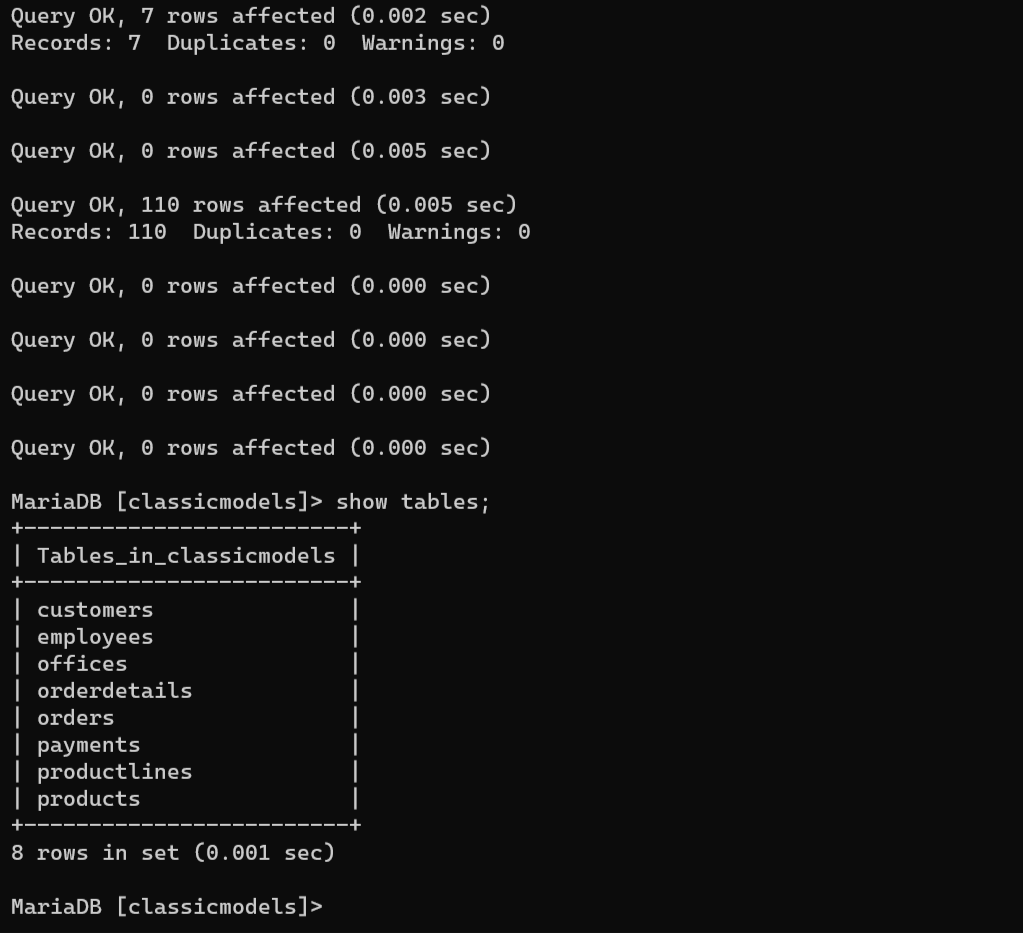 Query OK, 7 rows affected (0.002 sec)
Records: 7  Duplicates: 0  Warnings: 0

Query OK, 0 rows affected (0.003 sec)

Query OK, 0 rows affected (0.005 sec)

Query OK, 110 rows affected (0.005 sec)
Records: 110  Duplicates: 0  Warnings: 0

Query OK, 0 rows affected (0.000 sec)

Query OK, 0 rows affected (0.000 sec)

Query OK, 0 rows affected (0.000 sec)

Query OK, 0 rows affected (0.000 sec)

MariaDB [classicmodels]> show tables;
+-------------------------+
| Tables_in_classicmodels |
+-------------------------+
| customers               |
| employees               |
| offices                 |
| orderdetails            |
| orders                  |
| payments                |
| productlines            |
| products                |
+-------------------------+
8 rows in set (0.001 sec)

MariaDB [classicmodels]>